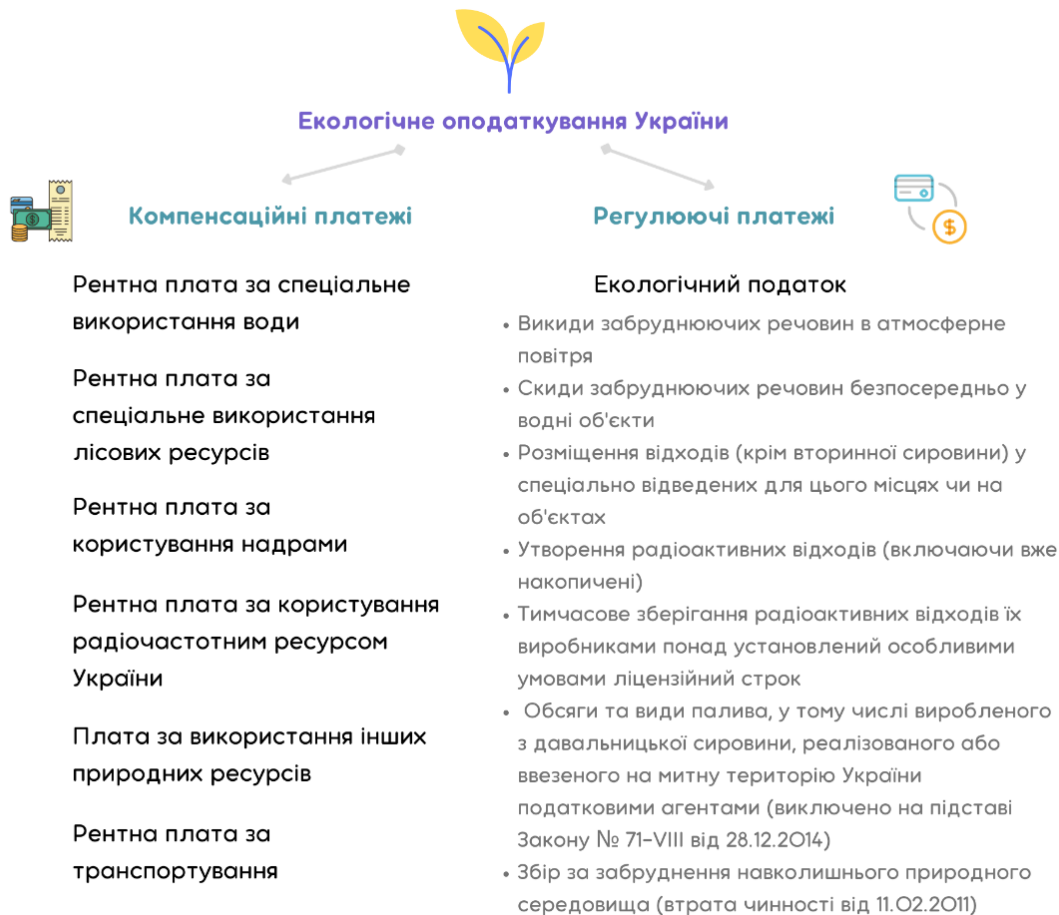 Екологічне оподаткування України
Компенсаційні платежі
Рентна плата за спеціальне
використання води
Рентна плата за
спеціальне використання
лісових ресурсів
Рентна плата за
користування надрами
Рентна плата за користування
радіочастотним ресурсом
України
Плата за використання інших
природних ресурсів
Рентна плата за
транспортування
Регулюючі платежі
Екологічний податок
• Викиди забруднюючих речовин в атмосферне
повітря
• Скиди забруднюючих речовин безпосередньо у
водні об'єкти
• Розміщення відходів (крім вторинної сировини) у
спеціально відведених для цього місцях чи на
об'єктах
• Утворення радіоактивних відходів (включаючи вже
накопичені)
• Тимчасове зберігання радіоактивних відходів їх
виробниками понад установлений особливими
умовами ліцензійний строк
• Обсяги та види палива, у тому числі виробленого
з давальницької сировини, реалізованого або
ввезеного на митну територію України
податковими агентами (виключено на підставі
Закону № 71-VIII від 28.12.2014)
• Збір за забруднення навколишнього природного
середовища (втрата чинності від 11.02.2011)